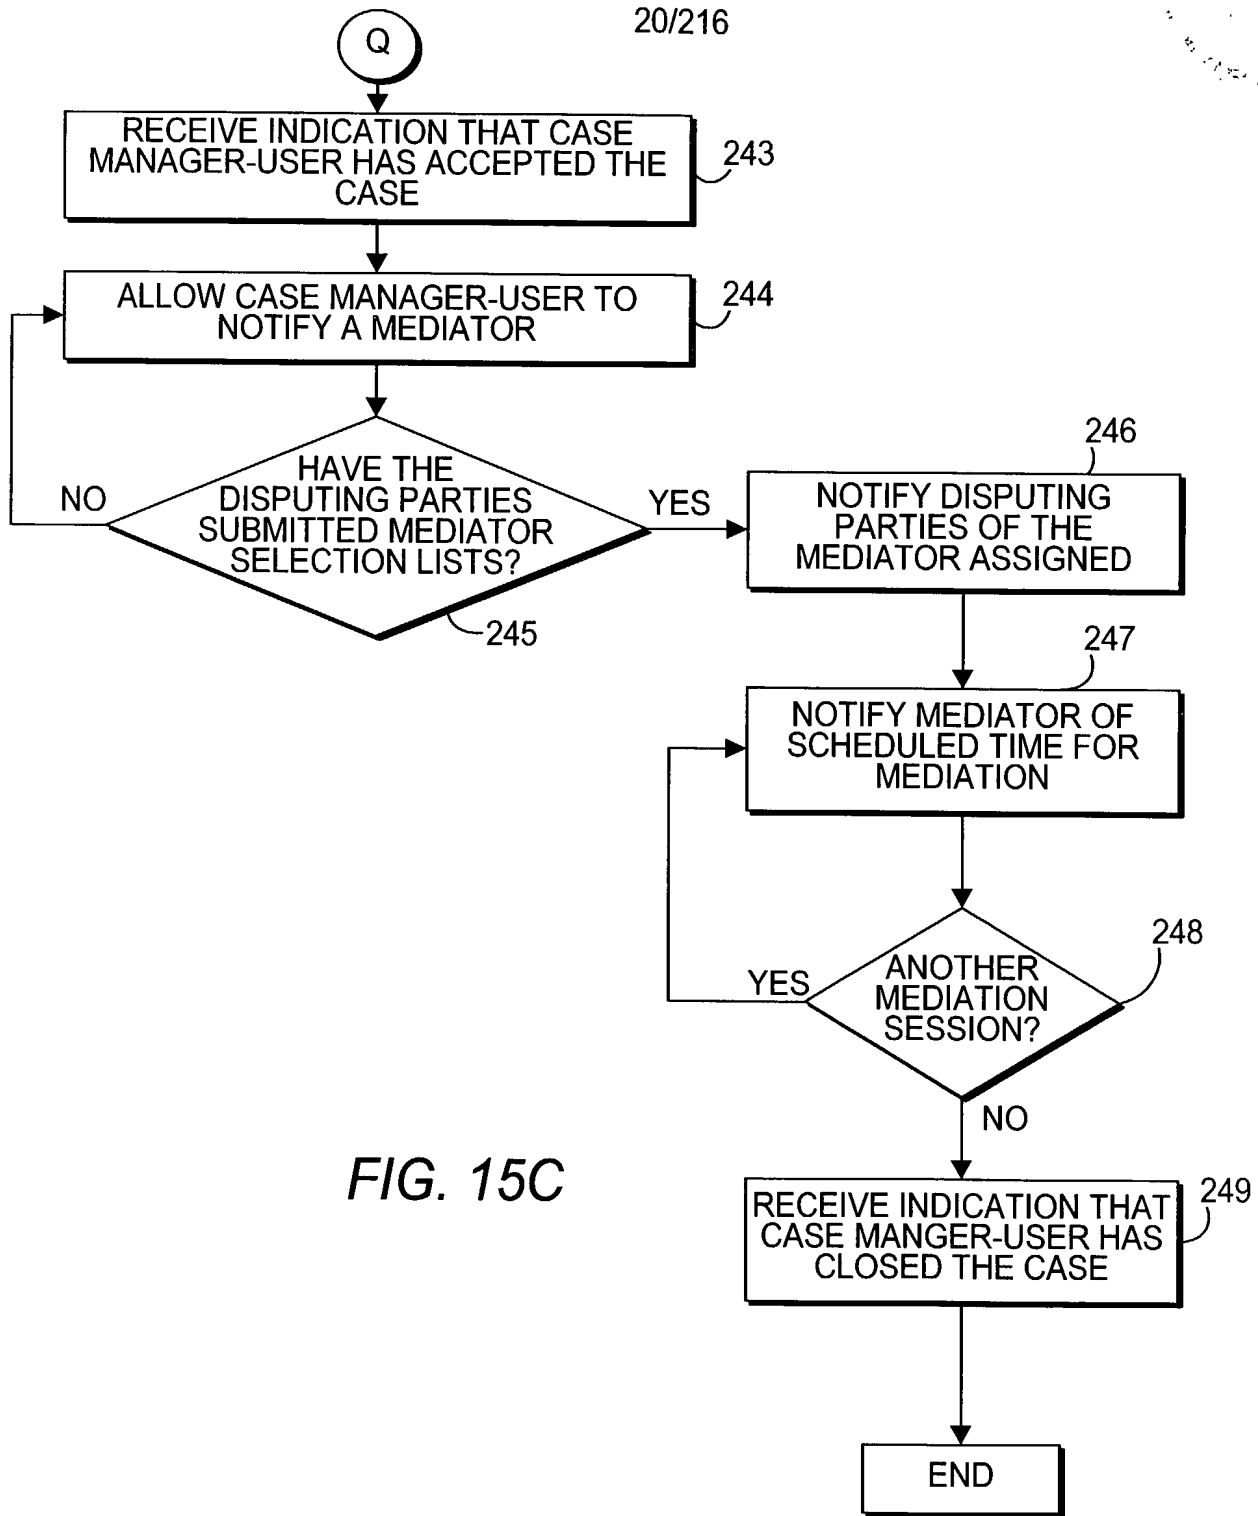 20/216
Q
RECEIVE INDICATION THAT CASE
MANAGER-USER HAS ACCEPTED THE
CASE
243
ALLOW CASE MANAGER-USER TO
NOTIFY A MEDIATOR
244
HAVE THE
DISPUTING PARTIES
SUBMITTED MEDIATOR
SELECTION LISTS?
NO
YES
245
246
NOTIFY DISPUTING
PARTIES OF THE
MEDIATOR ASSIGNED
247
NOTIFY MEDIATOR OF
SCHEDULED TIME FOR
MEDIATION
248
ANOTHER
MEDIATION
SESSION?
YES
NO
FIG. 15C
RECEIVE INDICATION THAT
CASE MANGER-USER HAS
CLOSED THE CASE
249
END